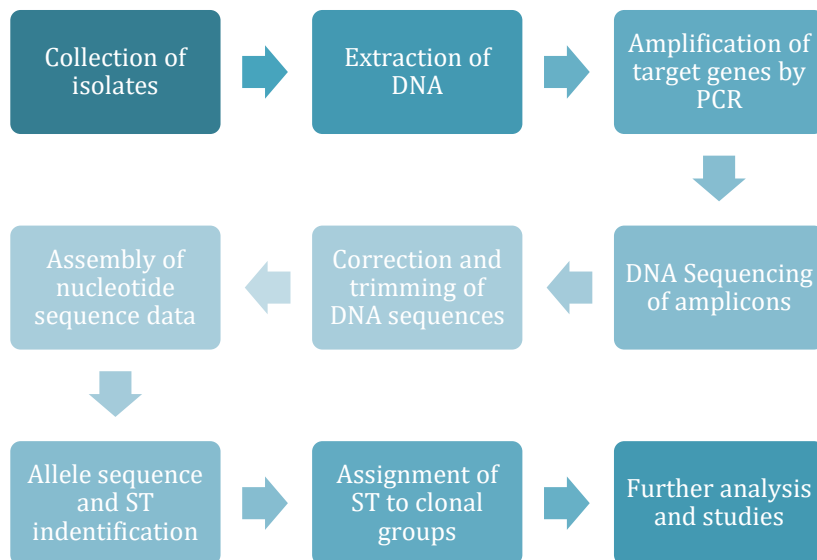 Collection of
isolates
Extraction of
DNA
Amplification of
target genes by
PCR
DNA Sequencing
of amplicons
Correction and
trimming of
DNA sequences
Assembly of
nucleotide
sequence data
Allele sequence
and ST
indentification
Assignment of
ST to clonal
groups
Further analysis
and studies